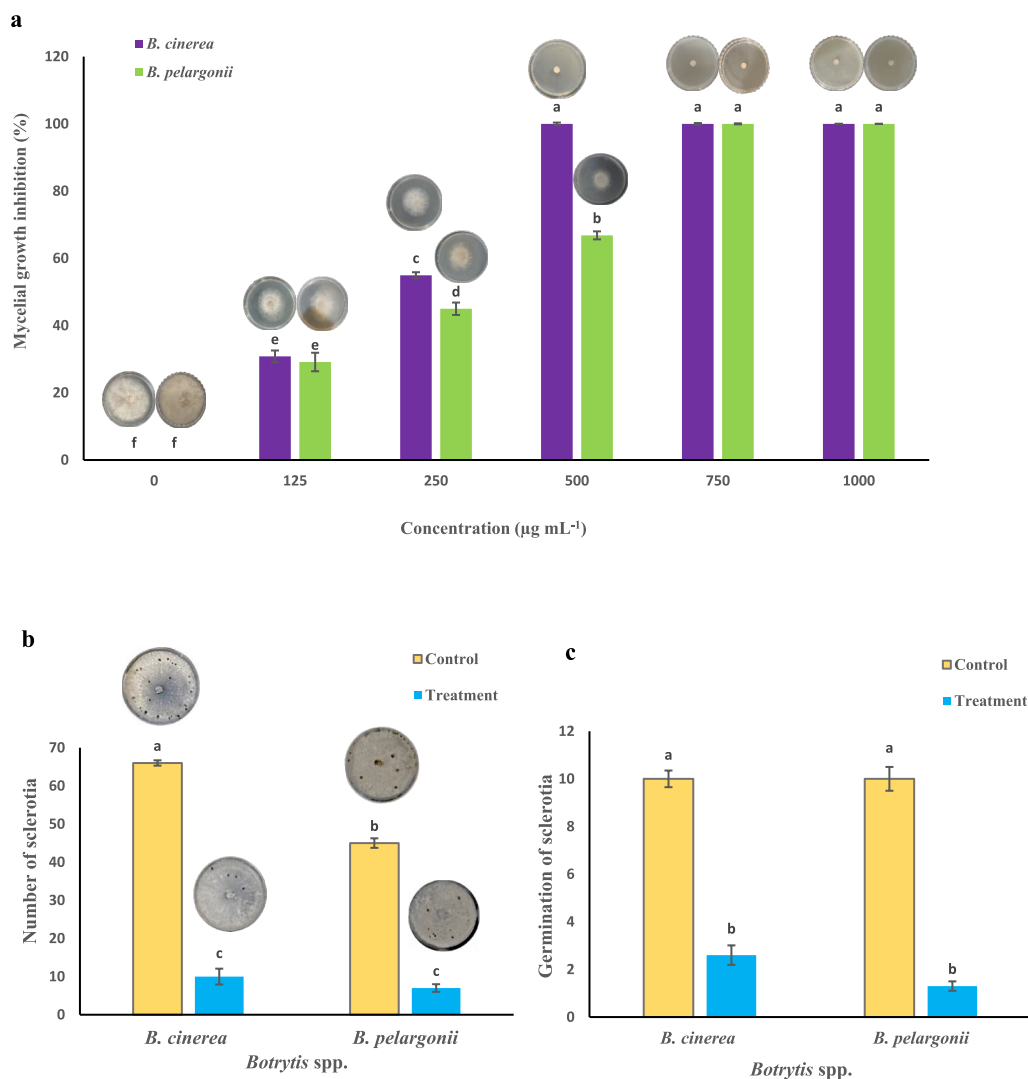 a
B. cinerea
B. pelargonii
Mycelial growth inhibition (%)
120
100
80
60
40
20
0
f f
e e
c d
a b
a a
a a
0 125 250 500 750 1000
Concentration (µg mL⁻¹)
b
Control
Treatment
Number of sclerotia
70
60
50
40
30
20
10
0
a
c
b
c
B. cinerea B. pelargonii
Botrytis spp.
c
Control
Treatment
Germination of sclerotia
12
10
8
6
4
2
0
a
b
a
b
B. cinerea B. pelargonii
Botrytis spp.